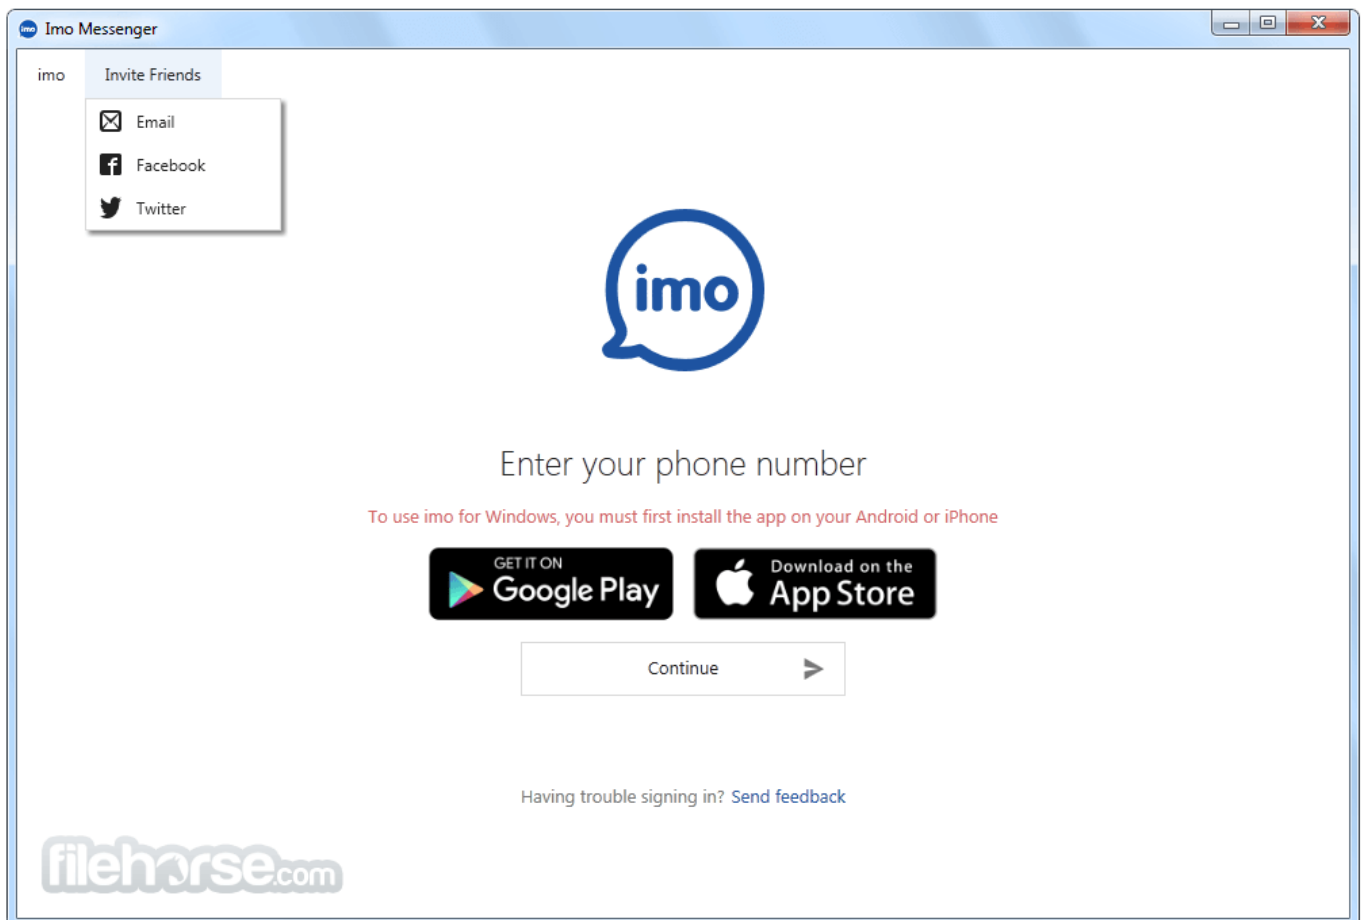 imo
Imo Messenger
imo
Invite Friends
Email
Facebook
Twitter
imo
Enter your phone number
To use imo for Windows, you must first install the app on your Android or iPhone
GET IT ON
Google Play
Download on the
App Store
Continue
Having trouble signing in? Send feedback
filehorse.com